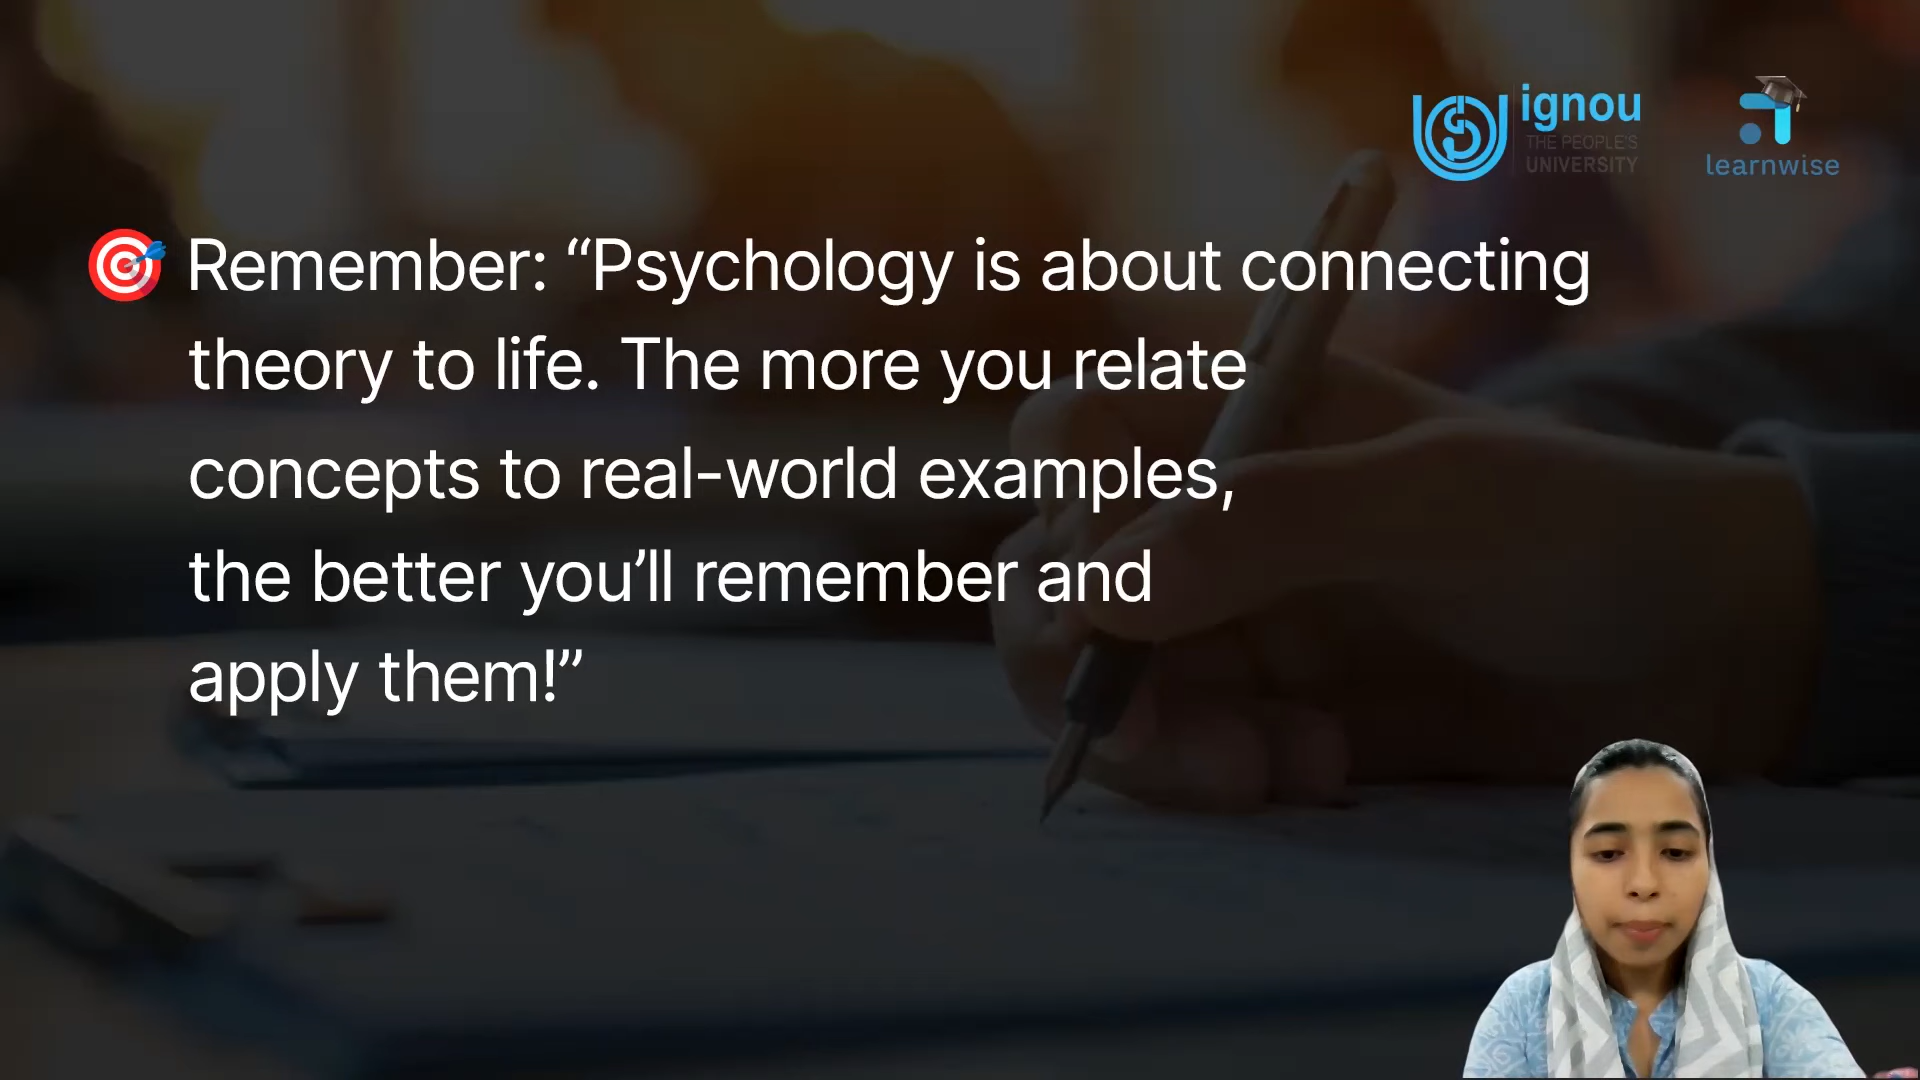 ignou
THE PEOPLE'S
UNIVERSITY
learnwise
🎯 Remember: “Psychology is about connecting
theory to life. The more you relate
concepts to real-world examples,
the better you’ll remember and
apply them!”